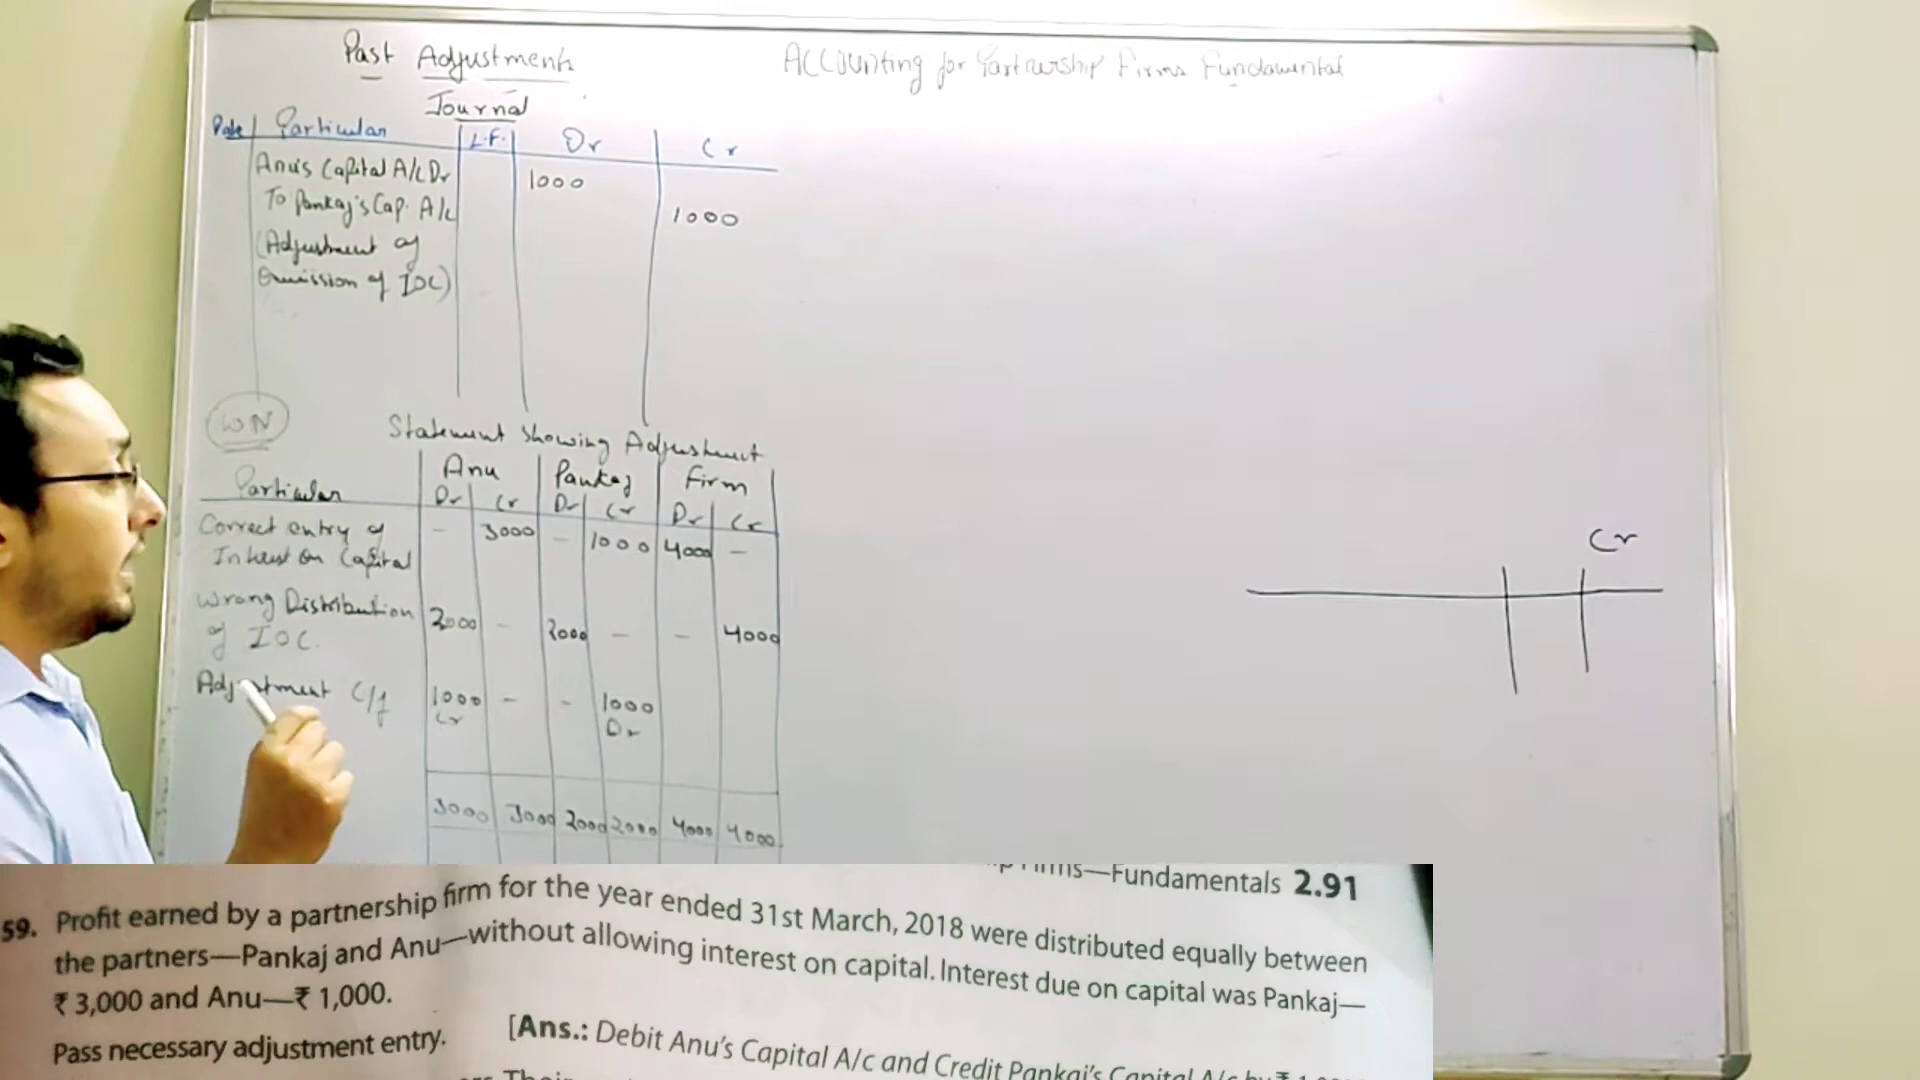 Past Adjustments
Accounting for Partnership Firms Fundamental
Journal
Date Particular L.F. Dr Cr
Anu's Capital A/c Dr 1000
To Pankaj's Cap. A/c 1000
(Adjustment of
Omission of IOC)
WN
Statement Showing Adjustment
Particular Anu Pankaj Firm
Dr Cr Dr Cr Dr Cr
Correct entry of
Interest on Capital - 3000 - 1000 4000 -
Wrong Distribution
of IOC. 2000 - 2000 - - 4000
Adjustment c/f 1000 - - 1000
Cr Dr
3000 3000 2000 2000 4000 4000
Cr
Firms—Fundamentals 2.91
59. Profit earned by a partnership firm for the year ended 31st March, 2018 were distributed equally between
the partners—Pankaj and Anu—without allowing interest on capital. Interest due on capital was Pankaj—
₹ 3,000 and Anu—₹ 1,000.
Pass necessary adjustment entry.
[Ans.: Debit Anu's Capital A/c and Credit Pankaj's Capital A/c by ₹